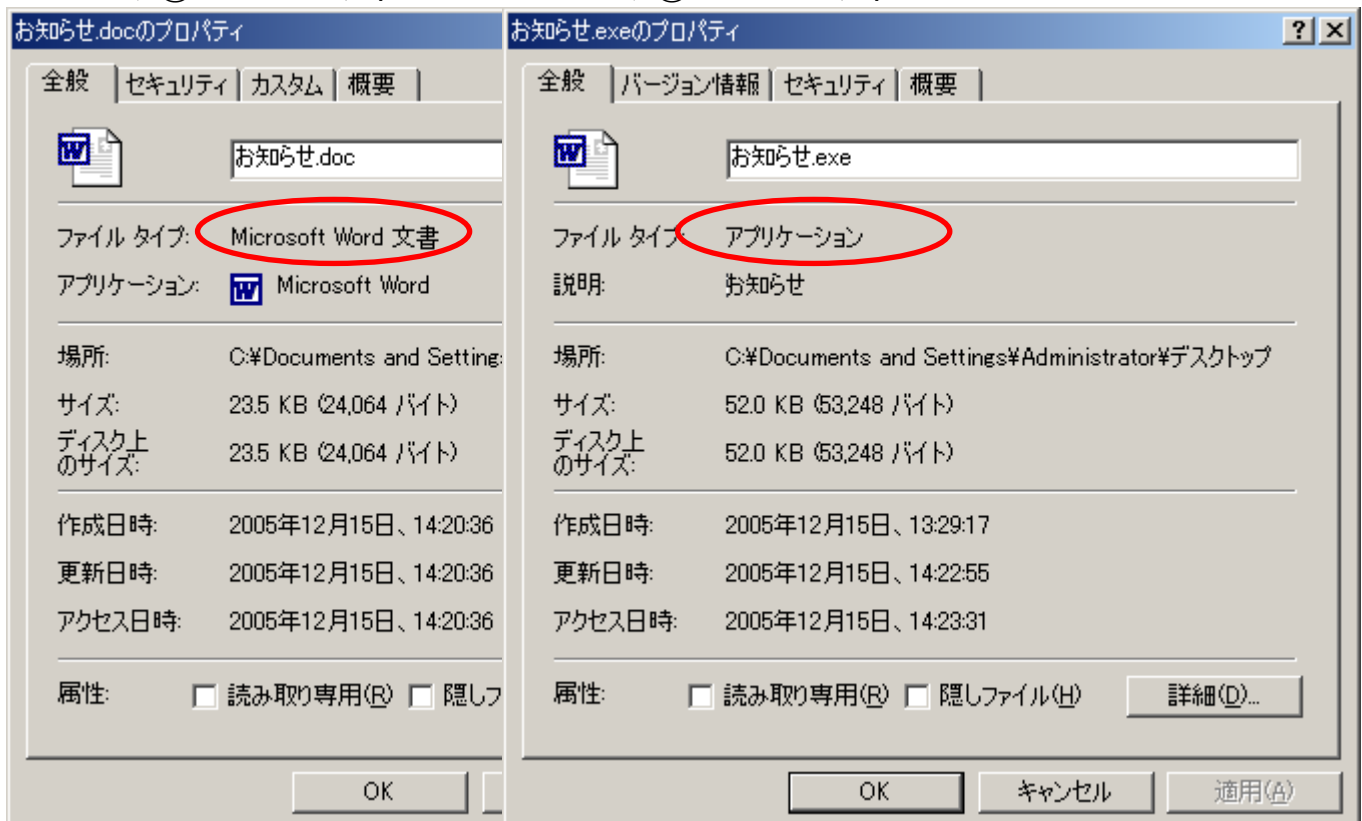 お知らせ.docのプロパティ
全般 セキュリティ カスタム 概要
お知らせ.doc
ファイル タイプ: Microsoft Word 文書
アプリケーション: Microsoft Word
場所: C:¥Documents and Setting
サイズ: 23.5 KB (24,064 バイト)
ディスク上
のサイズ: 23.5 KB (24,064 バイト)
作成日時: 2005年12月15日、14:20:36
更新日時: 2005年12月15日、14:20:36
アクセス日時: 2005年12月15日、14:20:36
属性: 読み取り専用(R) 隠しフ
OK
お知らせ.exeのプロパティ
全般 バージョン情報 セキュリティ 概要
お知らせ.exe
ファイル タイプ: アプリケーション
説明: お知らせ
場所: C:¥Documents and Settings¥Administrator¥デスクトップ
サイズ: 52.0 KB (53,248 バイト)
ディスク上
のサイズ: 52.0 KB (53,248 バイト)
作成日時: 2005年12月15日、13:29:17
更新日時: 2005年12月15日、14:22:55
アクセス日時: 2005年12月15日、14:23:31
属性: 読み取り専用(R) 隠しファイル(H) 詳細(D)...
OK キャンセル 適用(A)